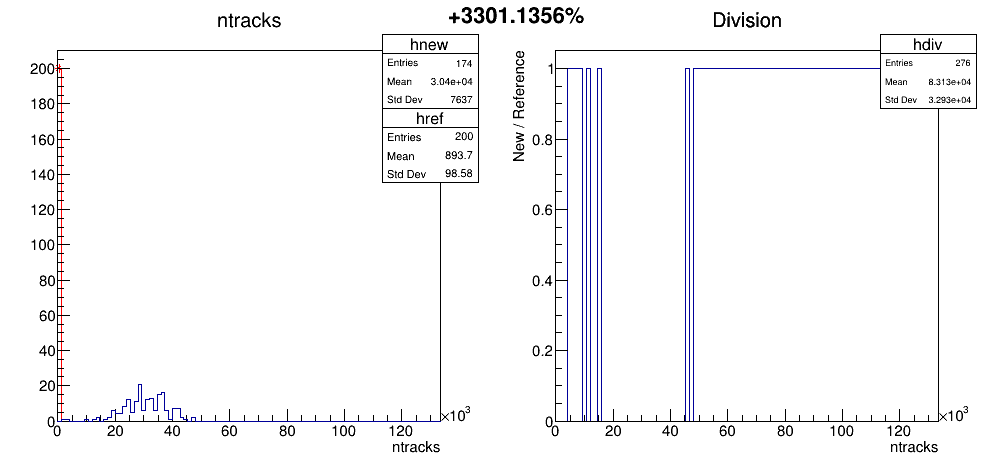 +3301.1356%
ntracks
hnew
Entries 174
Mean 3.04e+04
Std Dev 7637
href
Entries 200
Mean 893.7
Std Dev 98.58
200
180
160
140
120
100
80
60
40
20
0
0 20 40 60 80 100 120
×10³
ntracks
Division
hdiv
Entries 276
Mean 8.313e+04
Std Dev 3.293e+04
New / Reference
1
0.8
0.6
0.4
0.2
0
0 20 40 60 80 100 120
×10³
ntracks